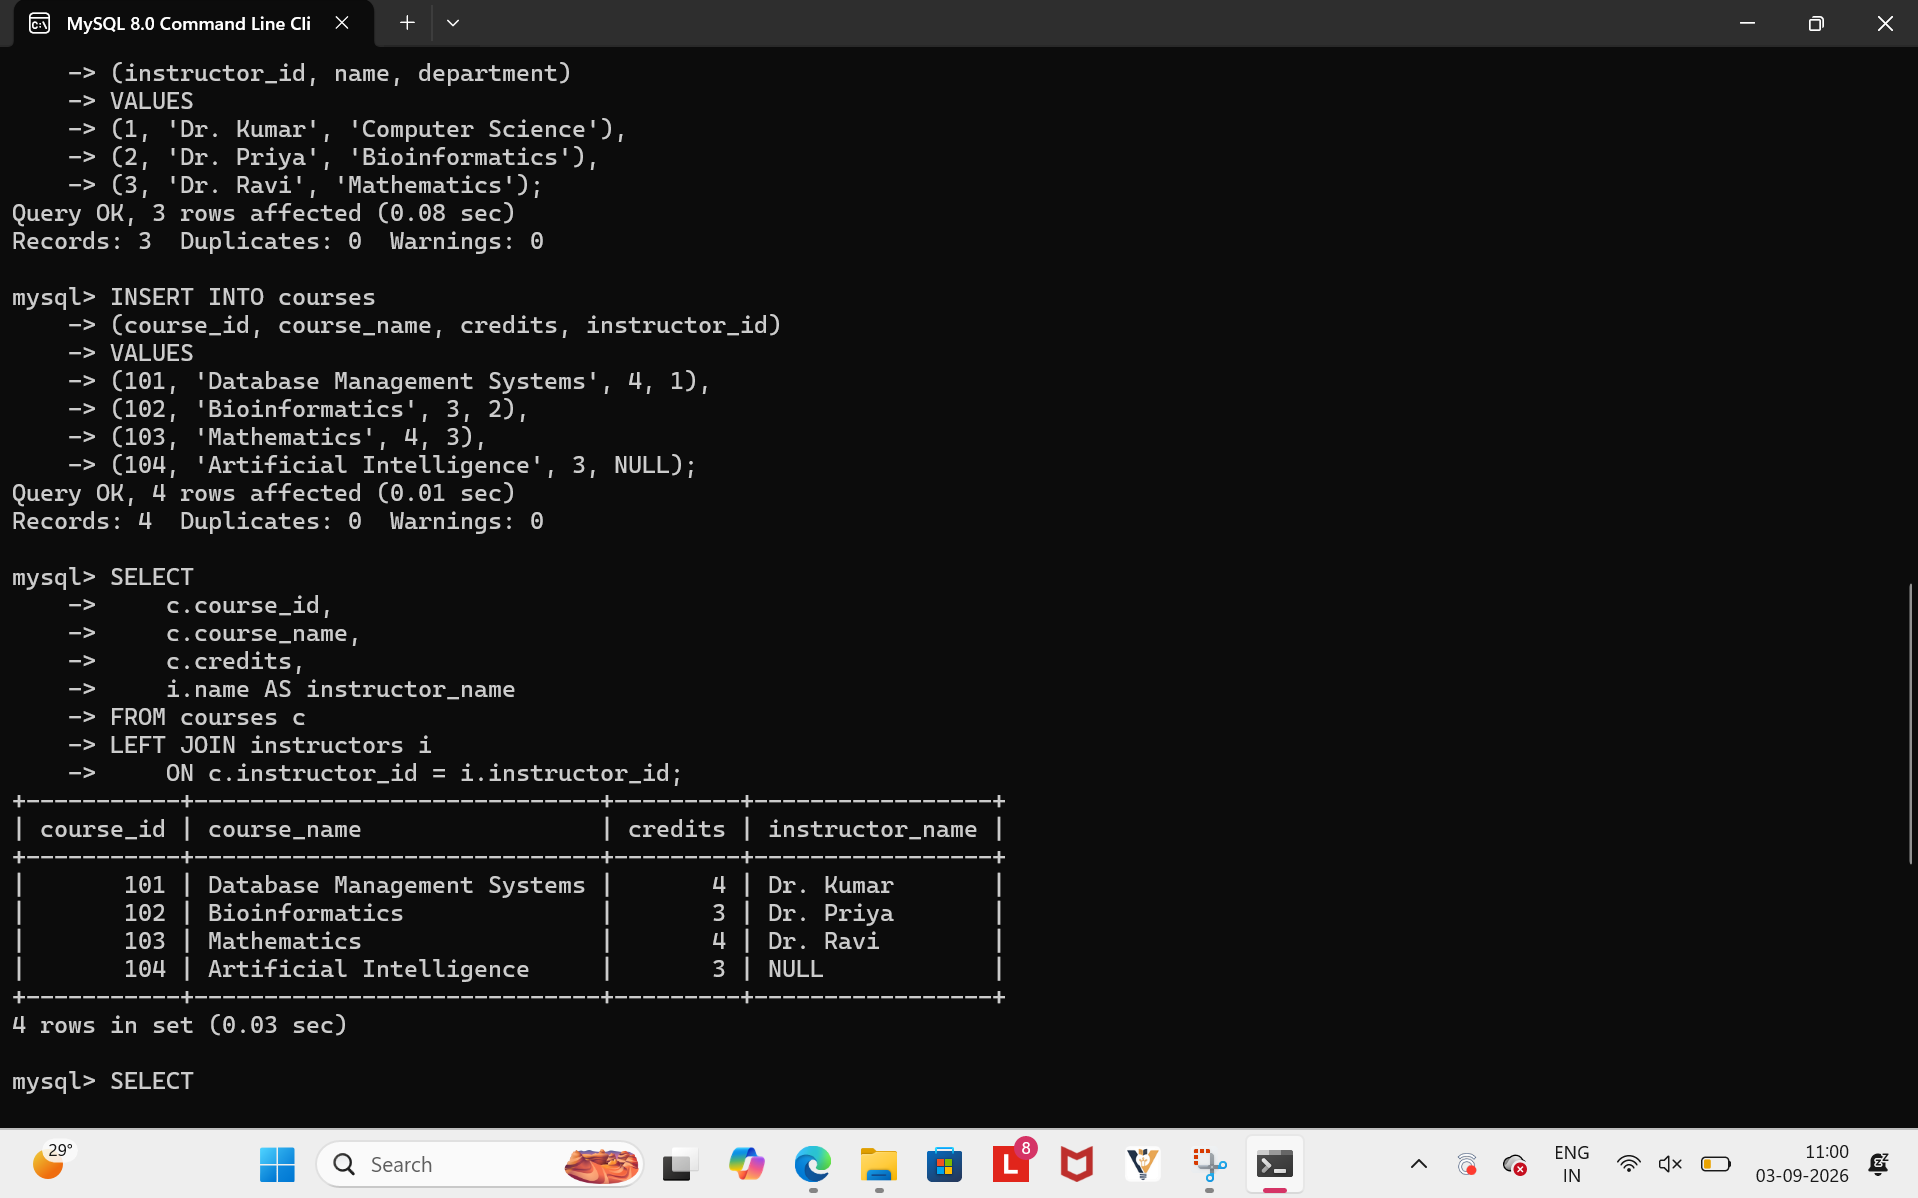 MySQL 8.0 Command Line Cli
    -> (instructor_id, name, department)
    -> VALUES
    -> (1, 'Dr. Kumar', 'Computer Science'),
    -> (2, 'Dr. Priya', 'Bioinformatics'),
    -> (3, 'Dr. Ravi', 'Mathematics');
Query OK, 3 rows affected (0.08 sec)
Records: 3  Duplicates: 0  Warnings: 0

mysql> INSERT INTO courses
    -> (course_id, course_name, credits, instructor_id)
    -> VALUES
    -> (101, 'Database Management Systems', 4, 1),
    -> (102, 'Bioinformatics', 3, 2),
    -> (103, 'Mathematics', 4, 3),
    -> (104, 'Artificial Intelligence', 3, NULL);
Query OK, 4 rows affected (0.01 sec)
Records: 4  Duplicates: 0  Warnings: 0

mysql> SELECT
    ->     c.course_id,
    ->     c.course_name,
    ->     c.credits,
    ->     i.name AS instructor_name
    -> FROM courses c
    -> LEFT JOIN instructors i
    ->     ON c.instructor_id = i.instructor_id;
+-----------+-----------------------------+---------+-----------------+
| course_id | course_name                 | credits | instructor_name |
+-----------+-----------------------------+---------+-----------------+
|       101 | Database Management Systems |       4 | Dr. Kumar       |
|       102 | Bioinformatics              |       3 | Dr. Priya       |
|       103 | Mathematics                 |       4 | Dr. Ravi        |
|       104 | Artificial Intelligence     |       3 | NULL            |
+-----------+-----------------------------+---------+-----------------+
4 rows in set (0.03 sec)

mysql> SELECT
29°
Search
L
8
ENG
IN
11:00
03-09-2026